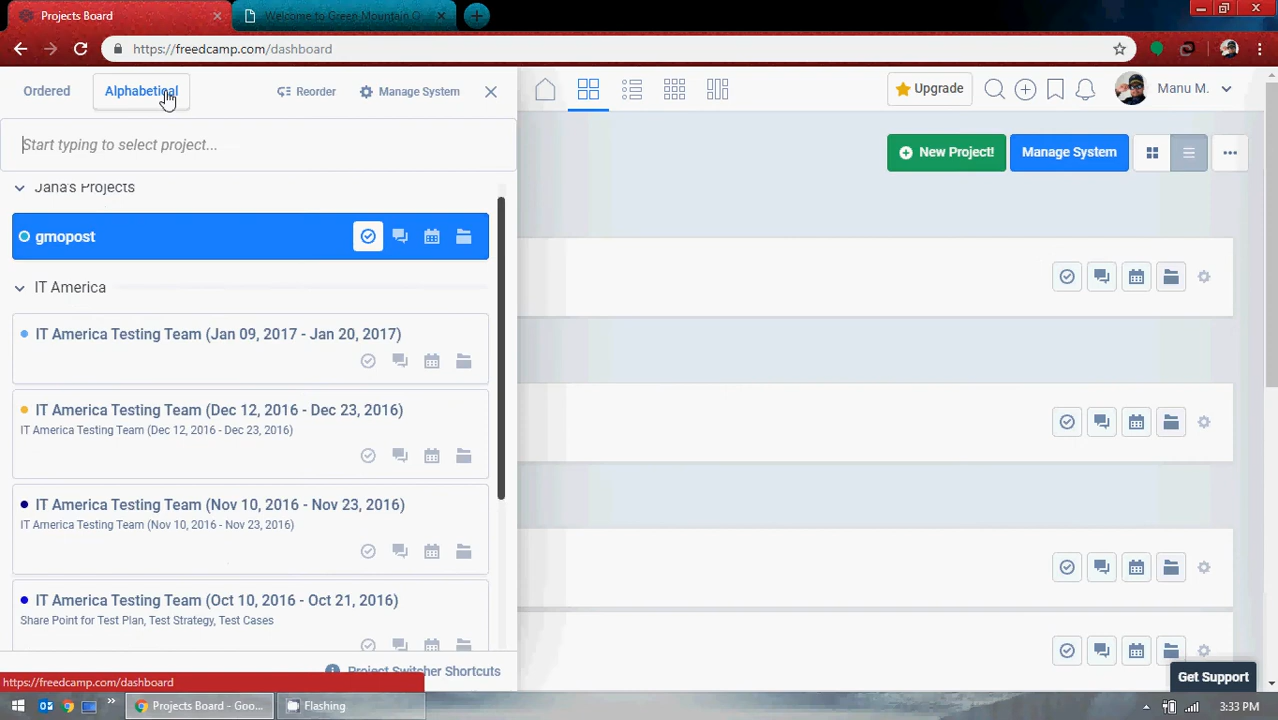 Projects Board
Welcome to Green Mountain O
https://freedcamp.com/dashboard
Ordered
Alphabetical
Reorder
Manage System
Upgrade
Manu M.
Start typing to select project...
New Project!
Manage System
Jana's Projects
gmopost
IT America
IT America Testing Team (Jan 09, 2017 - Jan 20, 2017)
IT America Testing Team (Dec 12, 2016 - Dec 23, 2016)
IT America Testing Team (Dec 12, 2016 - Dec 23, 2016)
IT America Testing Team (Nov 10, 2016 - Nov 23, 2016)
IT America Testing Team (Nov 10, 2016 - Nov 23, 2016)
IT America Testing Team (Oct 10, 2016 - Oct 21, 2016)
Share Point for Test Plan, Test Strategy, Test Cases
Project Switcher Shortcuts
Get Support
https://freedcamp.com/dashboard
Projects Board - Goo...
Flashing
3:33 PM